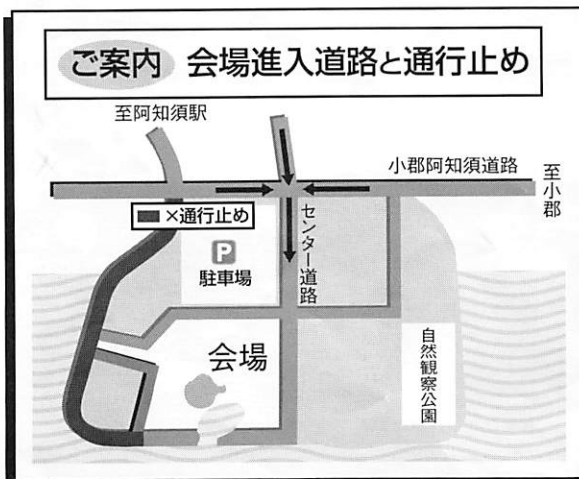 ご案内 会場進入道路と通行止め
至阿知須駅
小郡阿知須道路
至小郡
×通行止め
センター道路
P
駐車場
会場
自然観察公園